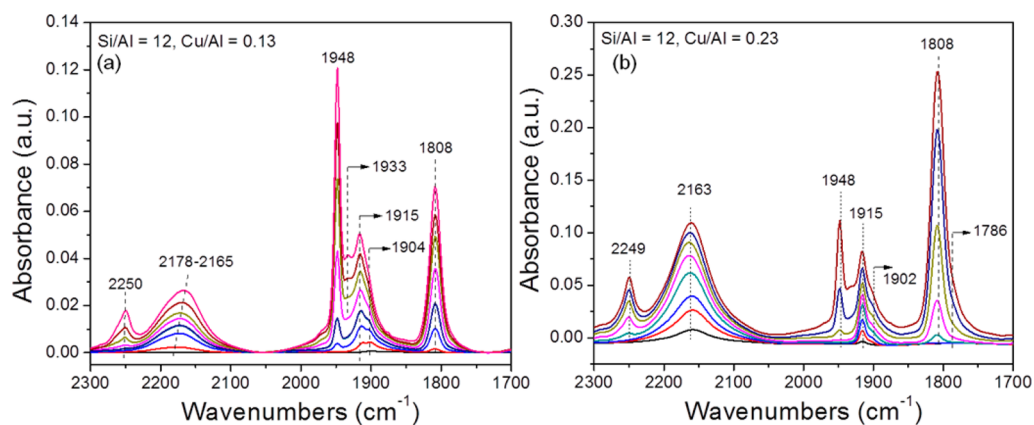 Si/Al = 12, Cu/Al = 0.13
(a)
1948
1933
1915
1904
1808
2250
2178-2165
0.14
0.12
0.10
0.08
0.06
0.04
0.02
0.00
Absorbance (a.u.)
2300 2200 2100 2000 1900 1800 1700
Wavenumbers (cm⁻¹)
Si/Al = 12, Cu/Al = 0.23
(b)
1808
1948
1915
1902
1786
2163
2249
0.30
0.25
0.20
0.15
0.10
0.05
0.00
Absorbance (a.u.)
2300 2200 2100 2000 1900 1800 1700
Wavenumbers (cm⁻¹)